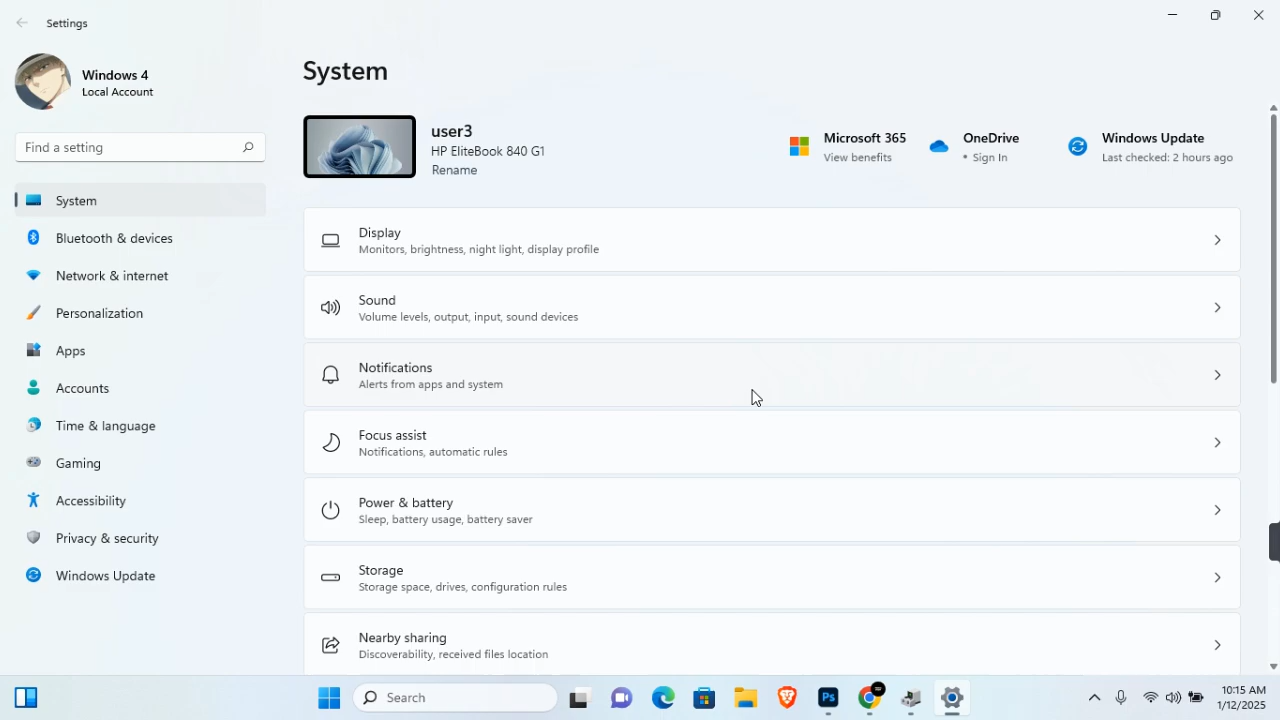 Settings
Windows 4
Local Account
Find a setting
System
Bluetooth & devices
Network & internet
Personalization
Apps
Accounts
Time & language
Gaming
Accessibility
Privacy & security
Windows Update
System
user3
HP EliteBook 840 G1
Rename
Microsoft 365
View benefits
OneDrive
• Sign In
Windows Update
Last checked: 2 hours ago
Display
Monitors, brightness, night light, display profile
Sound
Volume levels, output, input, sound devices
Notifications
Alerts from apps and system
Focus assist
Notifications, automatic rules
Power & battery
Sleep, battery usage, battery saver
Storage
Storage space, drives, configuration rules
Nearby sharing
Discoverability, received files location
Search
Ps
10:15 AM
1/12/2025